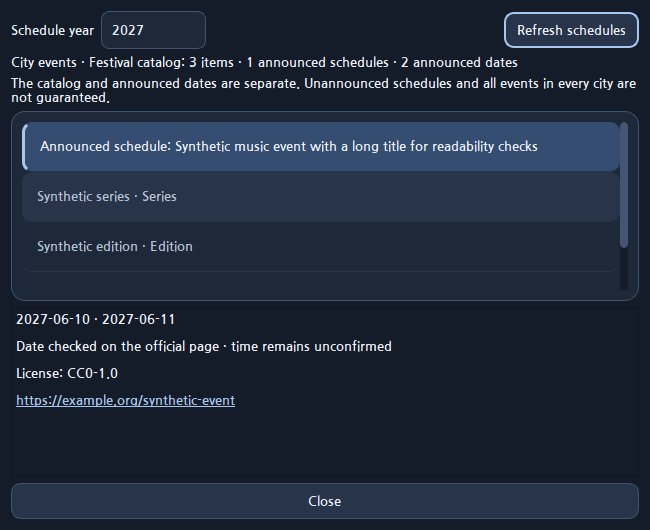 Schedule year 2027 Refresh schedules
City events · Festival catalog: 3 items · 1 announced schedules · 2 announced dates
The catalog and announced dates are separate. Unannounced schedules and all events in every city are
not guaranteed.
Announced schedule: Synthetic music event with a long title for readability checks
Synthetic series · Series
Synthetic edition · Edition
2027-06-10 · 2027-06-11
Date checked on the official page · time remains unconfirmed
License: CC0-1.0
https://example.org/synthetic-event
Close